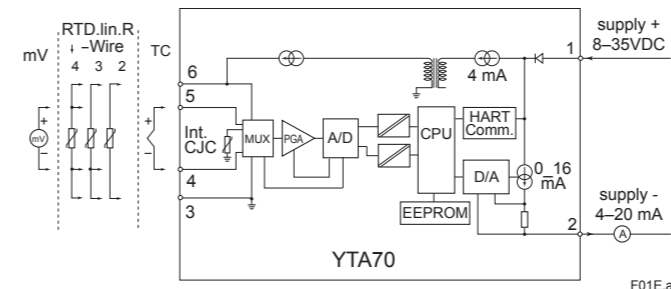 RTD.lin.R
–Wire
mV
4 3 2
TC
mV
+
–
+
–
6
5
4
3
Int.
CJC
MUX
PGA
A/D
CPU
EEPROM
HART
Comm.
D/A
4 mA
0_16
mA
1
2
supply +
8–35VDC
supply -
4–20 mA
A
YTA70